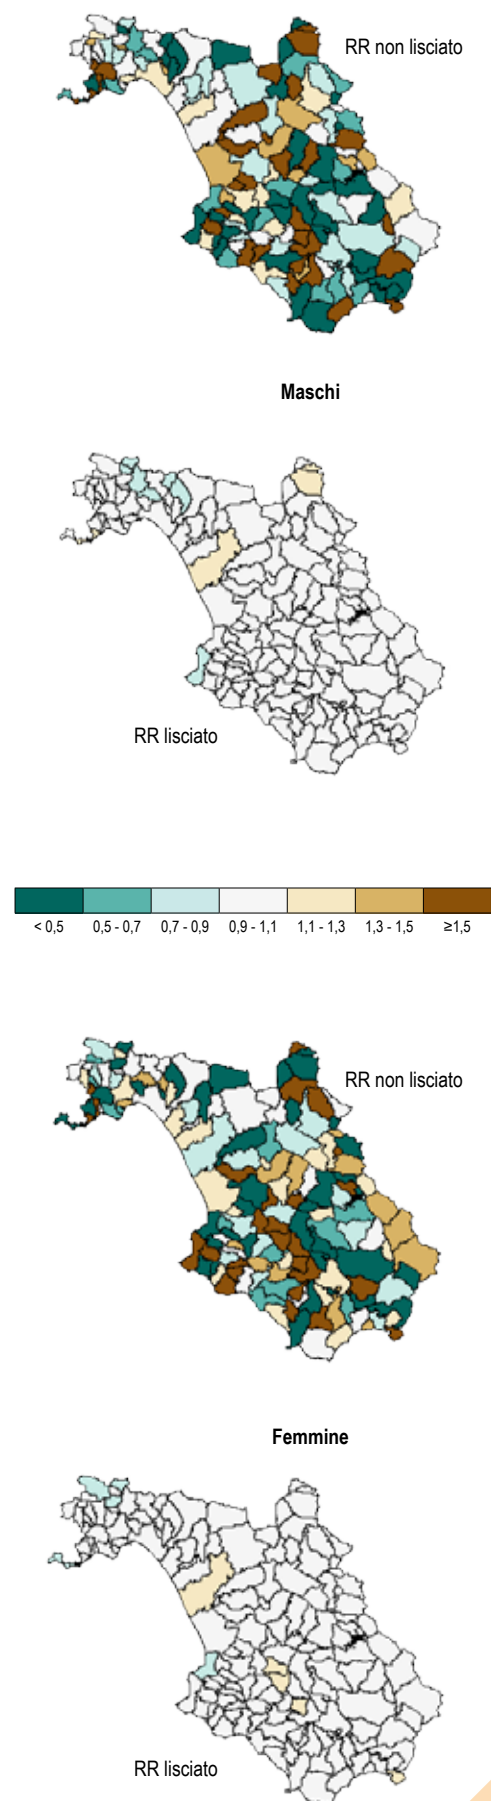 RR non lisciato
Maschi
RR lisciato
< 0,5 0,5 - 0,7 0,7 - 0,9 0,9 - 1,1 1,1 - 1,3 1,3 - 1,5 ≥1,5
RR non lisciato
Femmine
RR lisciato